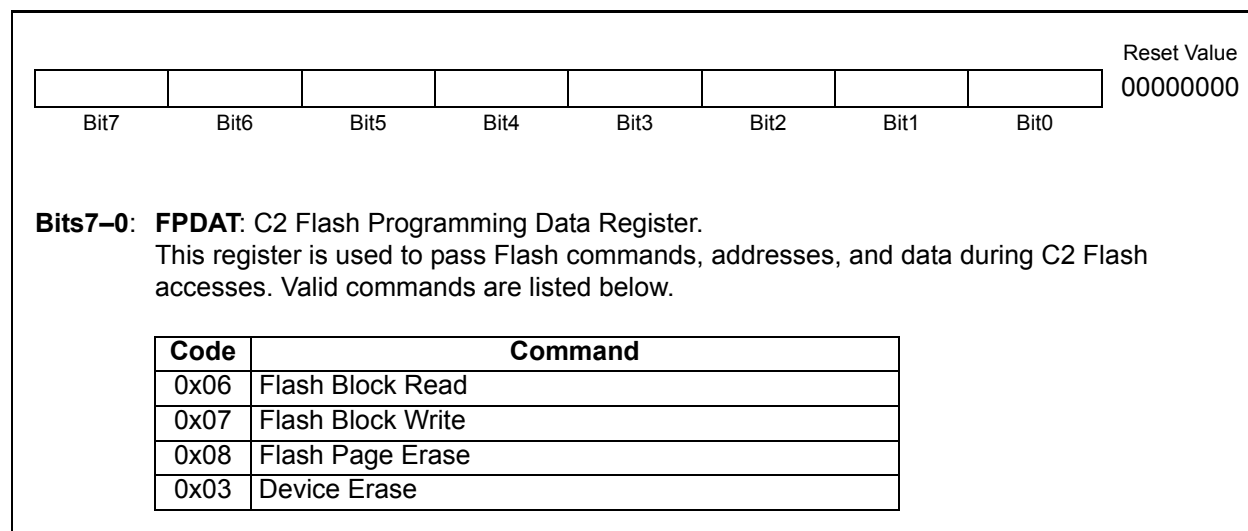 Reset Value
00000000
Bit7 Bit6 Bit5 Bit4 Bit3 Bit2 Bit1 Bit0
Bits7–0: FPDAT: C2 Flash Programming Data Register.
This register is used to pass Flash commands, addresses, and data during C2 Flash
accesses. Valid commands are listed below.
Code Command
0x06 Flash Block Read
0x07 Flash Block Write
0x08 Flash Page Erase
0x03 Device Erase